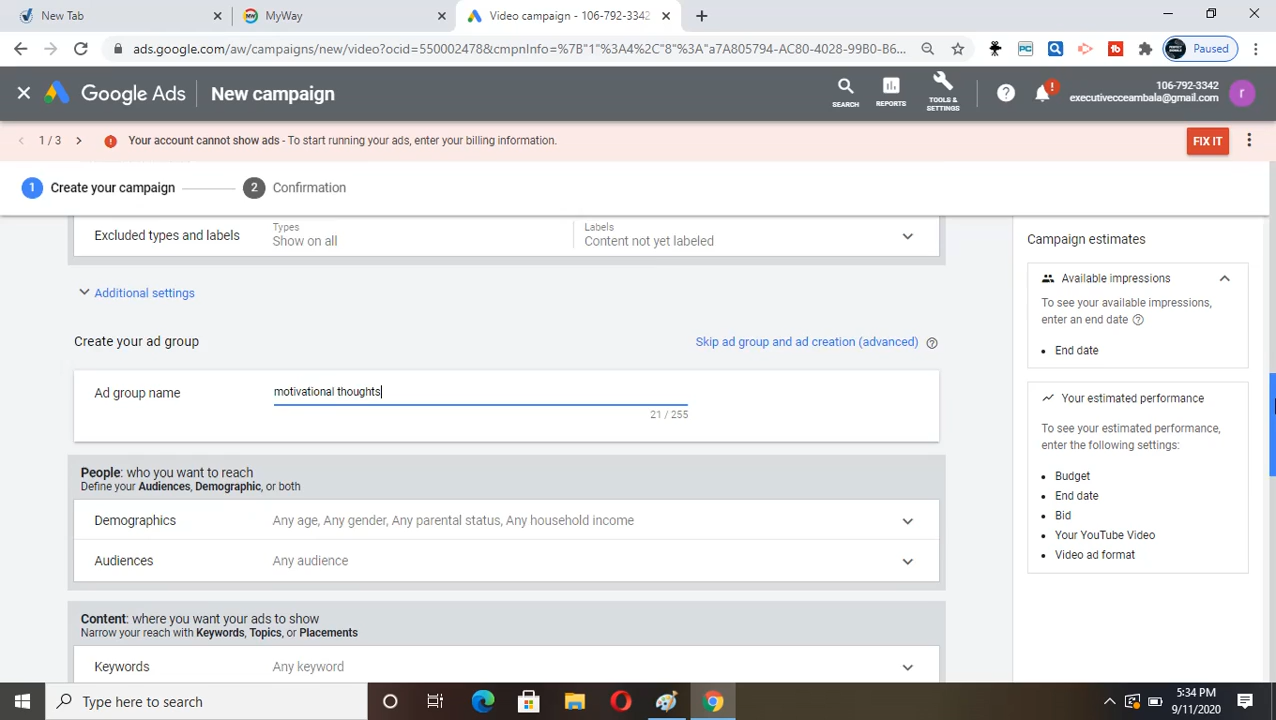 New Tab
MyWay
Video campaign - 106-792-3342
ads.google.com/aw/campaigns/new/video?ocid=550002478&cmpnInfo=%7B"1"%3A4%2C"8"%3A"a7A805794-AC80-4028-99B0-B6...
Paused
Google Ads
New campaign
SEARCH
REPORTS
TOOLS &
SETTINGS
106-792-3342
executivecceambala@gmail.com
r
1 / 3
Your account cannot show ads - To start running your ads, enter your billing information.
FIX IT
1 Create your campaign
2 Confirmation
Excluded types and labels
Types
Show on all
Labels
Content not yet labeled
Additional settings
Create your ad group
Skip ad group and ad creation (advanced)
Ad group name
motivational thoughts
21 / 255
People: who you want to reach
Define your Audiences, Demographic, or both
Demographics
Any age, Any gender, Any parental status, Any household income
Audiences
Any audience
Content: where you want your ads to show
Narrow your reach with Keywords, Topics, or Placements
Keywords
Any keyword
Campaign estimates
Available impressions
To see your available impressions,
enter an end date
End date
Your estimated performance
To see your estimated performance,
enter the following settings:
Budget
End date
Bid
Your YouTube Video
Video ad format
Type here to search
5:34 PM
9/11/2020